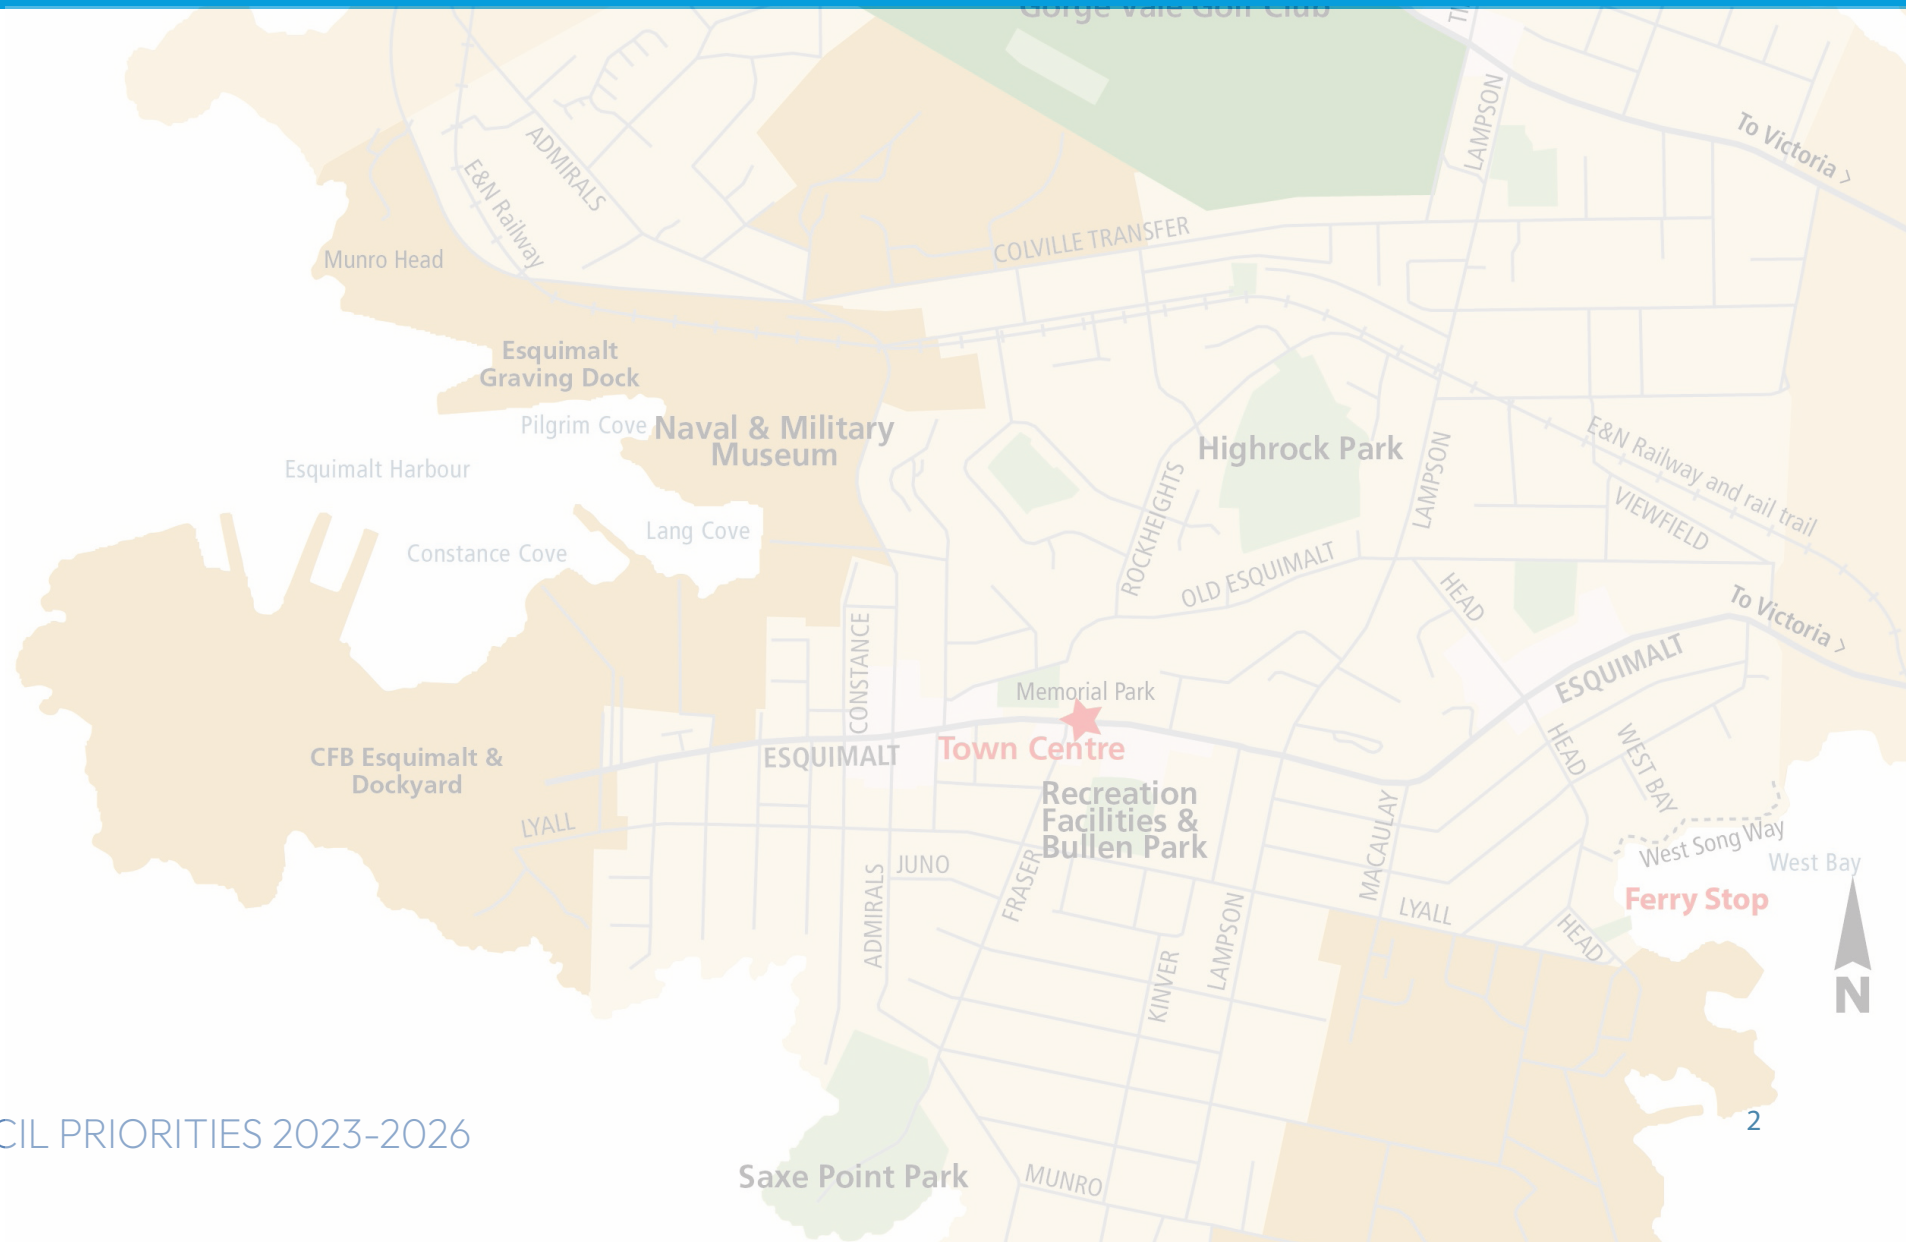 Gorge Vale Golf Club
LAMPSON
To Victoria >
ADMIRALS
E&N Railway
COLVILLE TRANSFER
Munro Head
Esquimalt
Graving Dock
Pilgrim Cove
Naval & Military
Museum
Highrock Park
Esquimalt Harbour
LAMPSON
E&N Railway and rail trail
VIEWFIELD
Lang Cove
Constance Cove
ROCKHEIGHTS
OLD ESQUIMALT
HEAD
To Victoria >
CONSTANCE
ESQUIMALT
Memorial Park
Town Centre
ESQUIMALT
HEAD
WEST BAY
CFB Esquimalt &
Dockyard
Recreation
Facilities &
Bullen Park
LYALL
MACAULAY
West Song Way
West Bay
JUNO
ADMIRALS
FRASER
Ferry Stop
LYALL
HEAD
LAMPSON
KINVER
N
CIL PRIORITIES 2023-2026
2
Saxe Point Park
MUNRO